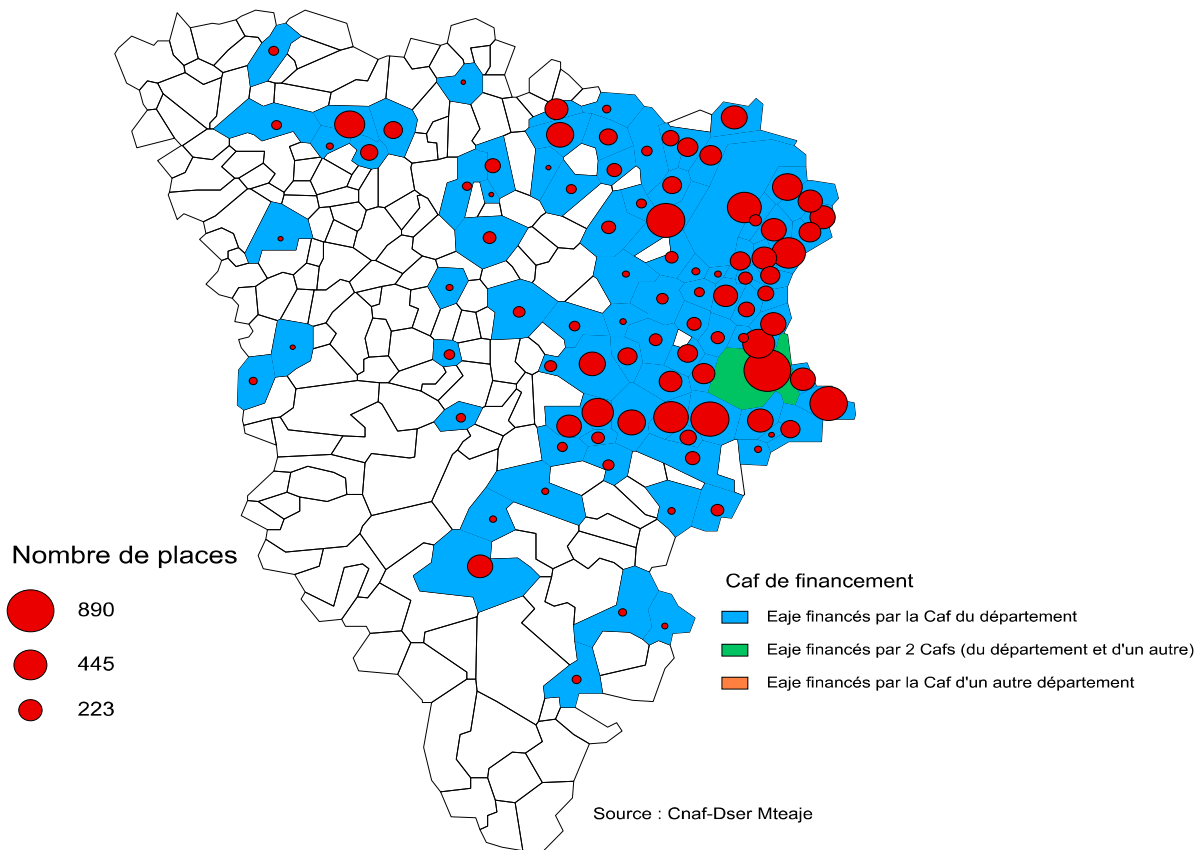 Nombre de places
890
445
223
Caf de financement
Eaje financés par la Caf du département
Eaje financés par 2 Cafs (du département et d'un autre)
Eaje financés par la Caf d'un autre département
Source : Cnaf-Dser Mteaje